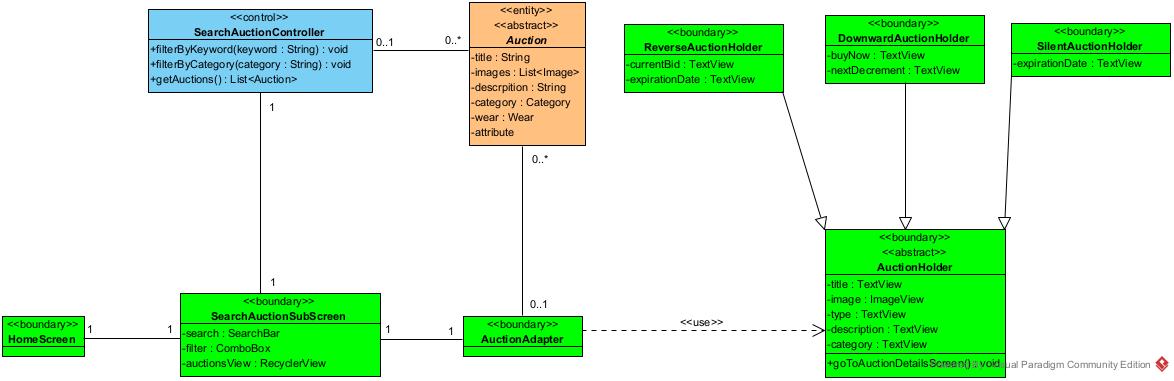 <<control>>
SearchAuctionController
+filterByKeyword(keyword : String) : void
+filterByCategory(category : String) : void
+getAuctions() : List<Auction>
0..1
0..*
<<entity>>
<<abstract>>
Auction
-title : String
-images : List<Image>
-descrpition : String
-category : Category
-wear : Wear
-attribute
<<boundary>>
ReverseAuctionHolder
-currentBid : TextView
-expirationDate : TextView
<<boundary>>
DownwardAuctionHolder
-buyNow : TextView
-nextDecrement : TextView
<<boundary>>
SilentAuctionHolder
-expirationDate : TextView
1
0..*
1
0..1
<<boundary>>
HomeScreen
1
1
<<boundary>>
SearchAuctionSubScreen
-search : SearchBar
-filter : ComboBox
-auctionsView : RecyclerView
1
1
<<boundary>>
AuctionAdapter
<<use>>
<<boundary>>
<<abstract>>
AuctionHolder
-title : TextView
-image : ImageView
-type : TextView
-description : TextView
-category : TextView
+goToAuctionDetailsScreen() : void
Visual Paradigm Community Edition